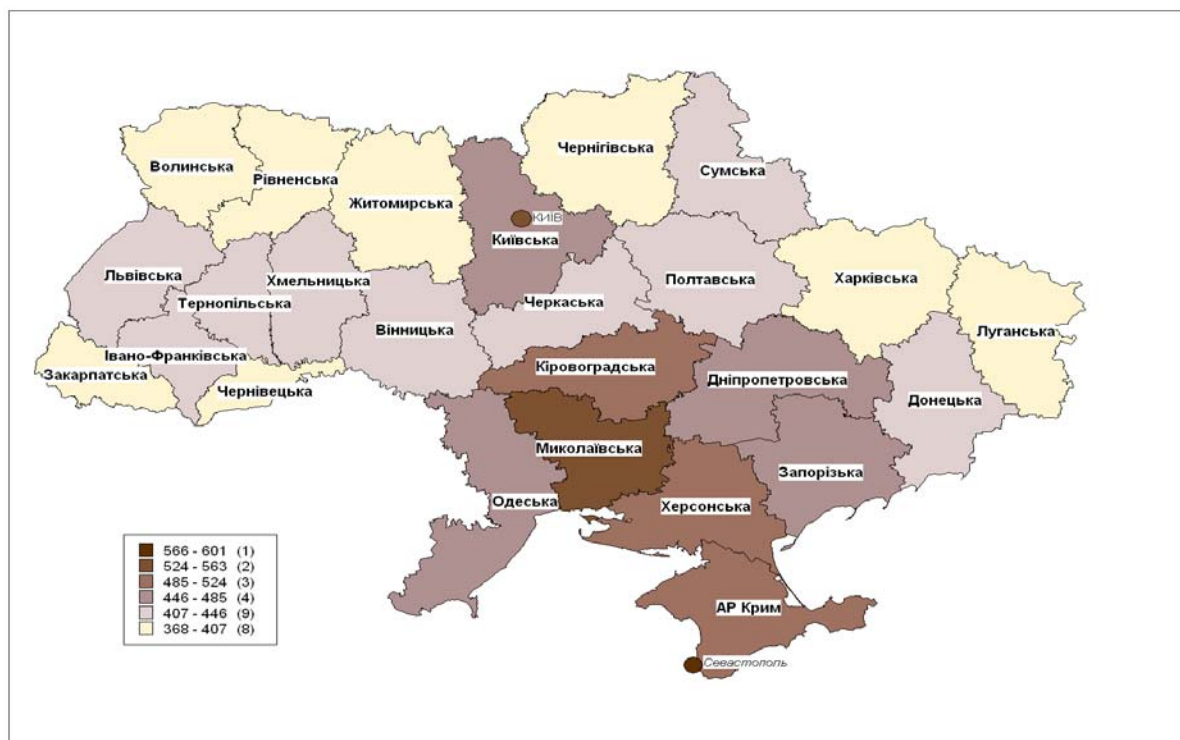 Чернігівська
Волинська
Сумська
Рівненська
Житомирська
КИЇВ
Київська
Львівська
Хмельницька
Полтавська
Харківська
Тернопільська
Черкаська
Вінницька
Луганська
Івано-Франківська
Закарпатська
Кіровоградська
Дніпропетровська
Чернівецька
Донецька
Миколаївська
Запорізька
Одеська
Херсонська
566 - 601 (1)
524 - 563 (2)
485 - 524 (3)
446 - 485 (4)
407 - 446 (9)
368 - 407 (8)
АР Крим
Севастополь